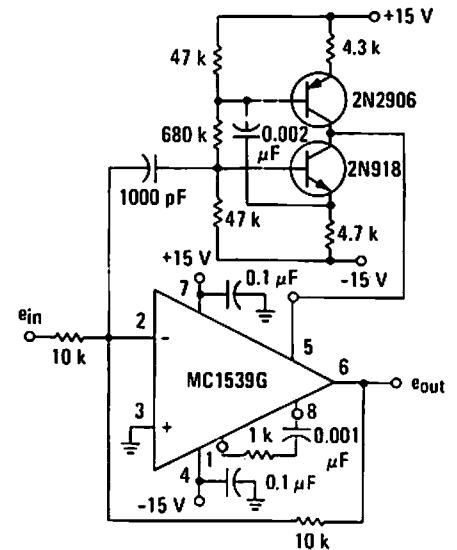 +15 V
4.3 k
47 k
2N2906
680 k
0.002
μF
2N918
1000 pF
47 k
4.7 k
+15 V
0.1 μF
-15 V
7
ein
2
-
5
6
10 k
MC1539G
eout
3
+
8
1 k
0.001
μF
1
4
0.1 μF
-15 V
10 k